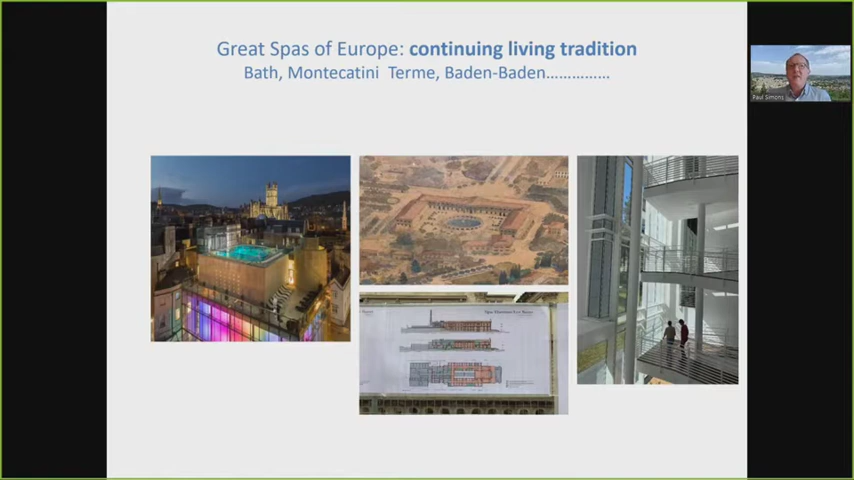 Great Spas of Europe: continuing living tradition
Bath, Montecatini Terme, Baden-Baden……………
Paul Simons